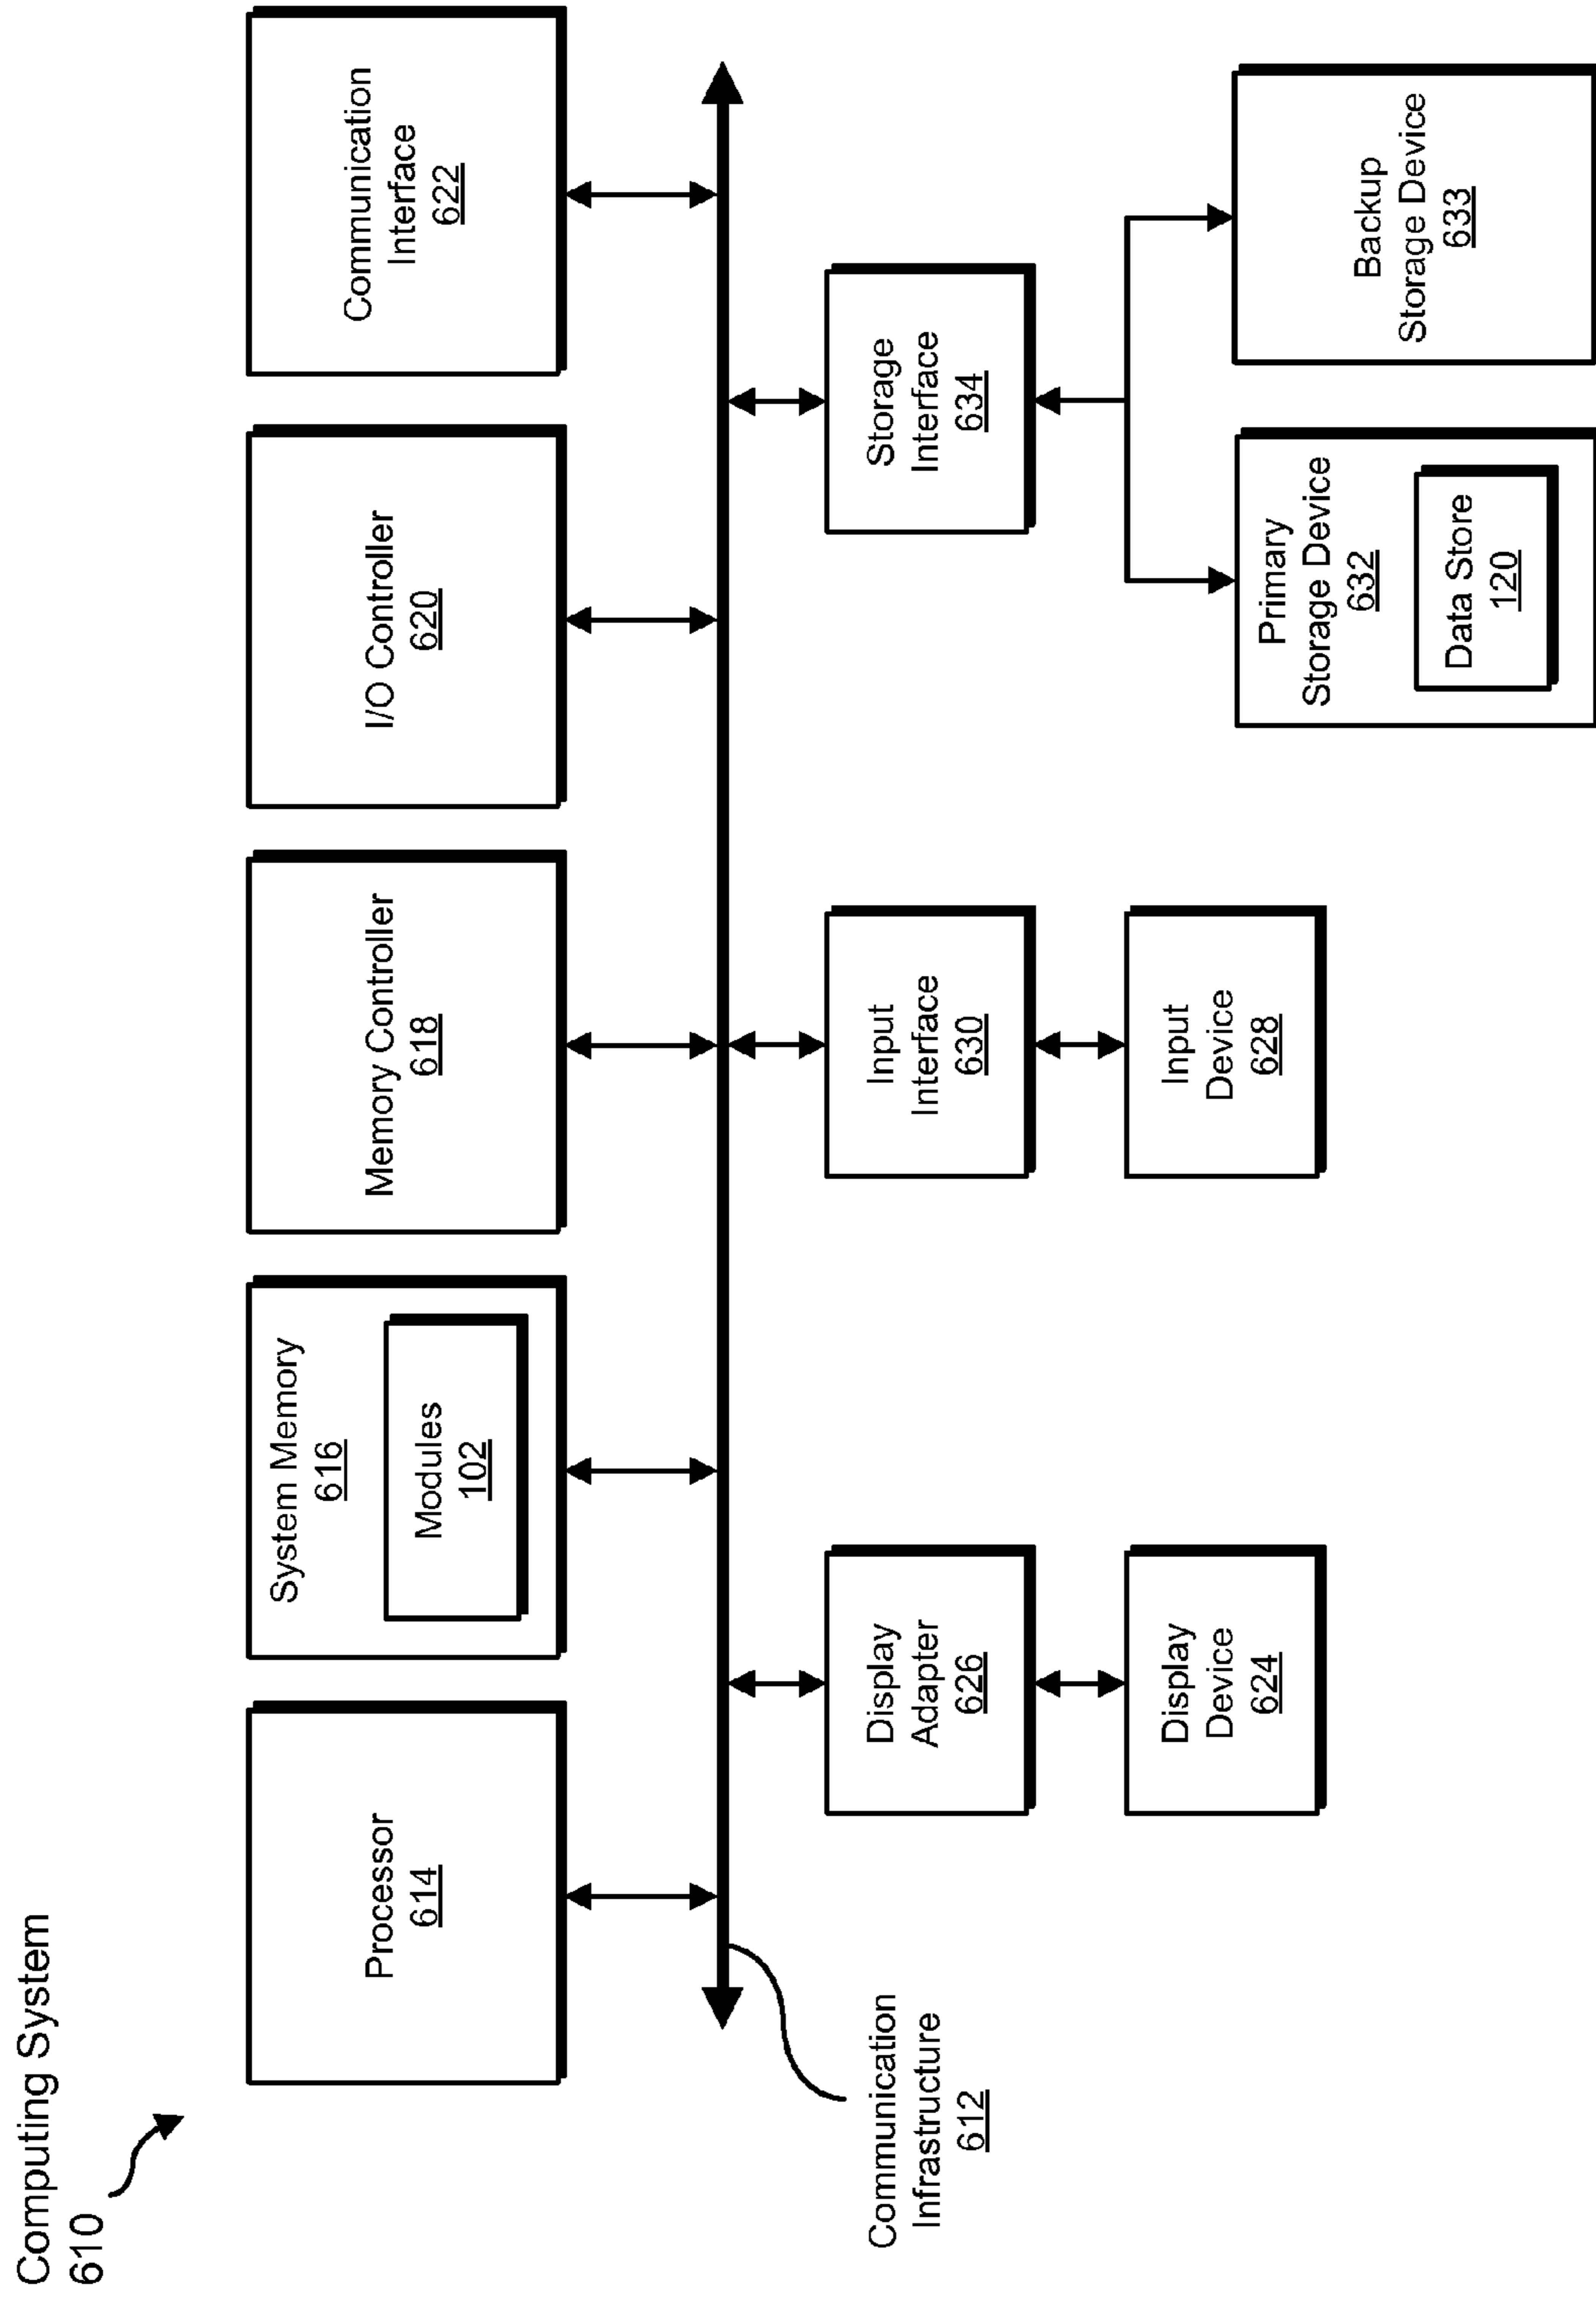 Computing System
610
Processor
614
System Memory
616
Modules
102
Memory Controller
618
I/O Controller
620
Communication
Interface
622
Communication
Infrastructure
612
Display
Adapter
626
Input
Interface
630
Storage
Interface
634
Display
Device
624
Input
Device
628
Primary
Storage Device
632
Data Store
120
Backup
Storage Device
633